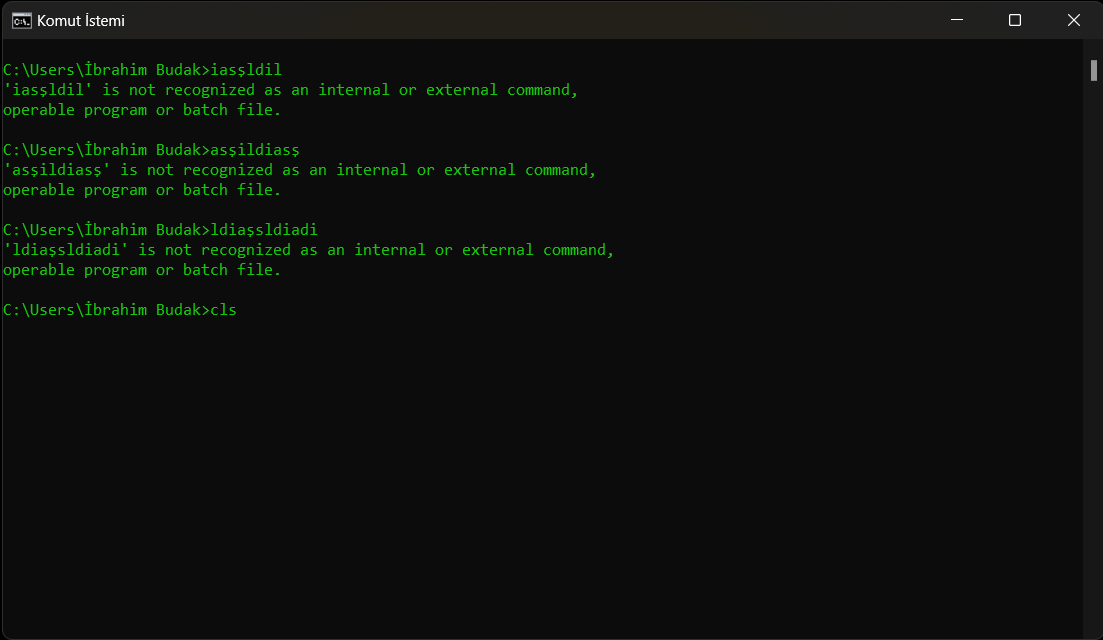 Komut İstemi
C:\Users\İbrahim Budak>iasşldil
'iasşldil' is not recognized as an internal or external command,
operable program or batch file.
C:\Users\İbrahim Budak>asşildiasş
'asşildiasş' is not recognized as an internal or external command,
operable program or batch file.
C:\Users\İbrahim Budak>ldiaşsldiadi
'ldiaşsldiadi' is not recognized as an internal or external command,
operable program or batch file.
C:\Users\İbrahim Budak>cls